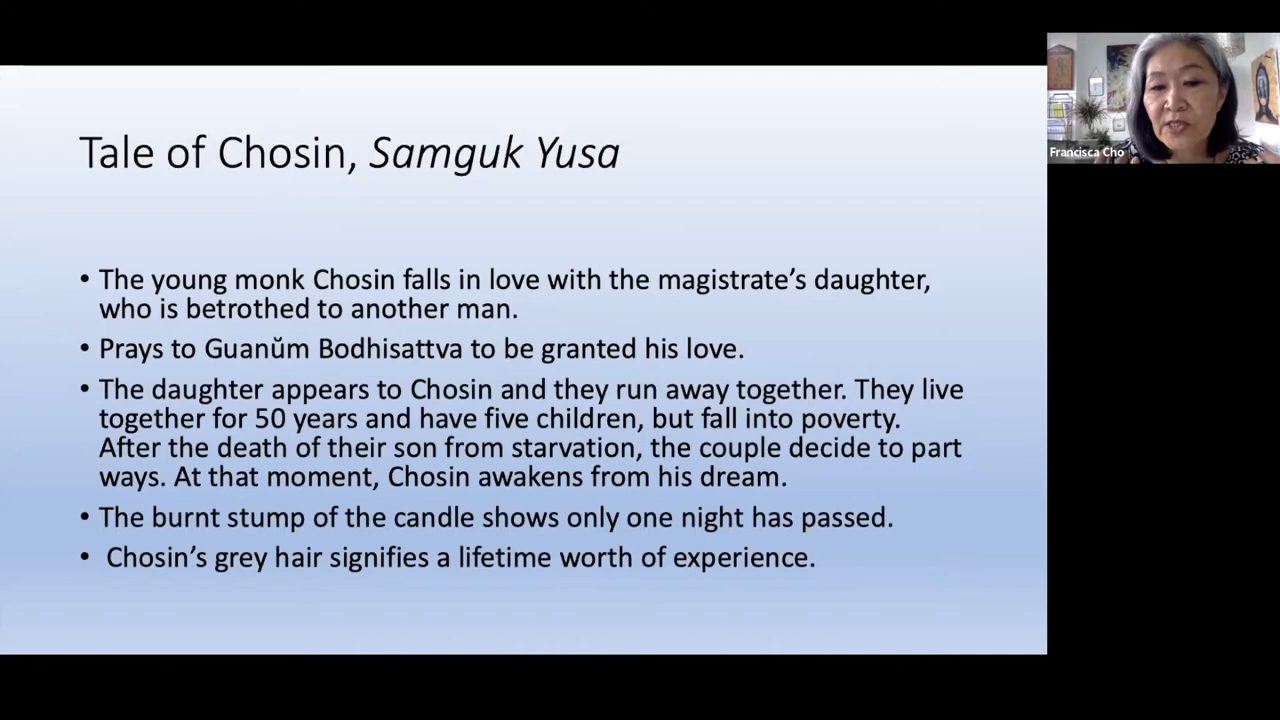 Tale of Chosin, Samguk Yusa
• The young monk Chosin falls in love with the magistrate’s daughter,
who is betrothed to another man.
• Prays to Guanŭm Bodhisattva to be granted his love.
• The daughter appears to Chosin and they run away together. They live
together for 50 years and have five children, but fall into poverty.
After the death of their son from starvation, the couple decide to part
ways. At that moment, Chosin awakens from his dream.
• The burnt stump of the candle shows only one night has passed.
• Chosin’s grey hair signifies a lifetime worth of experience.
Francisca Cho